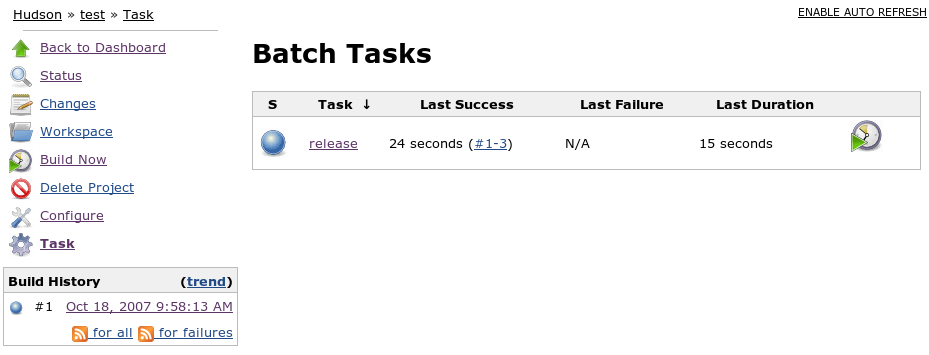 Hudson » test » Task
ENABLE AUTO REFRESH
Back to Dashboard
Status
Changes
Workspace
Build Now
Delete Project
Configure
Task
Build History (trend)
#1 Oct 18, 2007 9:58:13 AM
for all for failures
Batch Tasks
S Task ↓ Last Success Last Failure Last Duration
release 24 seconds (#1-3) N/A 15 seconds